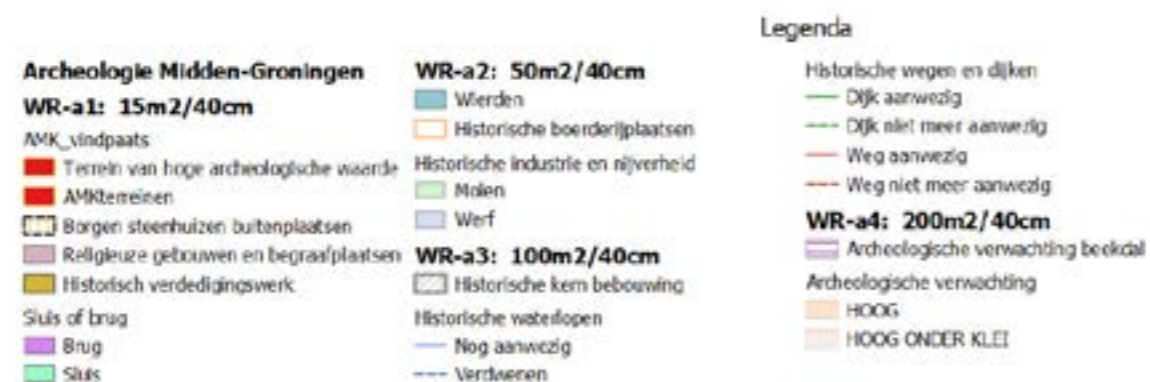 Legenda
Archeologie Midden-Groningen
WR-a1: 15m2/40cm
AMK_vindpaats
Terrein van hoge archeologische waarde
AMKterreinen
Borgen steenhuizen buitenplaatsen
Religieuze gebouwen en begraafplaatsen
Historisch verdedigingswerk
Sluis of brug
Brug
Sluis
WR-a2: 50m2/40cm
Wierden
Historische boerderijplaatsen
Historische industrie en nijverheid
Molen
Werf
WR-a3: 100m2/40cm
Historische kern bebouwing
Historische waterlopen
Nog aanwezig
Verdwenen
Historische wegen en dijken
Dijk aanwezig
Dijk niet meer aanwezig
Weg aanwezig
Weg niet meer aanwezig
WR-a4: 200m2/40cm
Archeologische verwachting beekdal
Archeologische verwachting
HOOG
HOOG ONDER KLEI